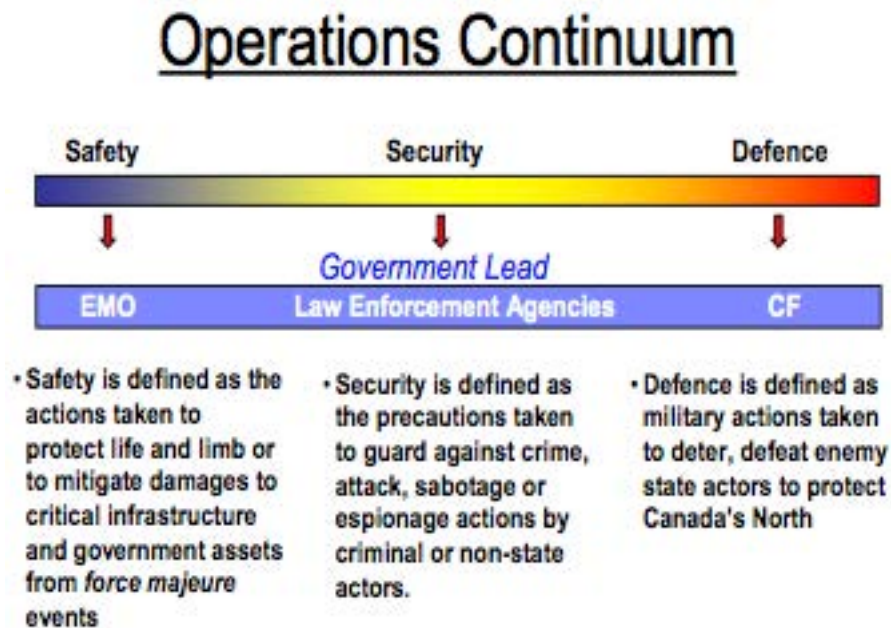 Operations Continuum
Safety Security Defence
Government Lead
EMO Law Enforcement Agencies CF
• Safety is defined as the
actions taken to
protect life and limb or
to mitigate damages to
critical infrastructure
and government assets
from force majeure
events
• Security is defined as
the precautions taken
to guard against crime,
attack, sabotage or
espionage actions by
criminal or non-state
actors.
• Defence is defined as
military actions taken
to deter, defeat enemy
state actors to protect
Canada's North